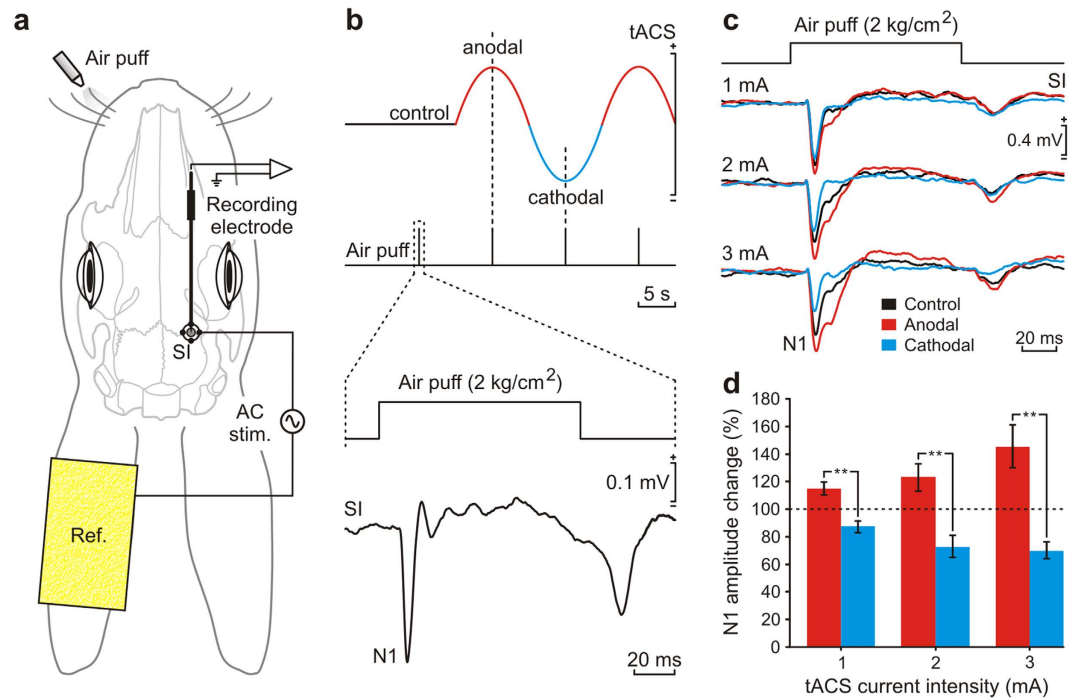 a
Air puff
Recording
electrode
SI
AC
stim.
Ref.
b
tACS
anodal
+
control
cathodal
-
Air puff
5 s
Air puff (2 kg/cm²)
+
0.1 mV
-
SI
N1
20 ms
c
Air puff (2 kg/cm²)
1 mA
SI
+
0.4 mV
-
2 mA
3 mA
Control
Anodal
Cathodal
N1
20 ms
d
N1 amplitude change (%)
180
160
140
120
100
80
60
40
20
0
**
**
**
1 2 3
tACS current intensity (mA)